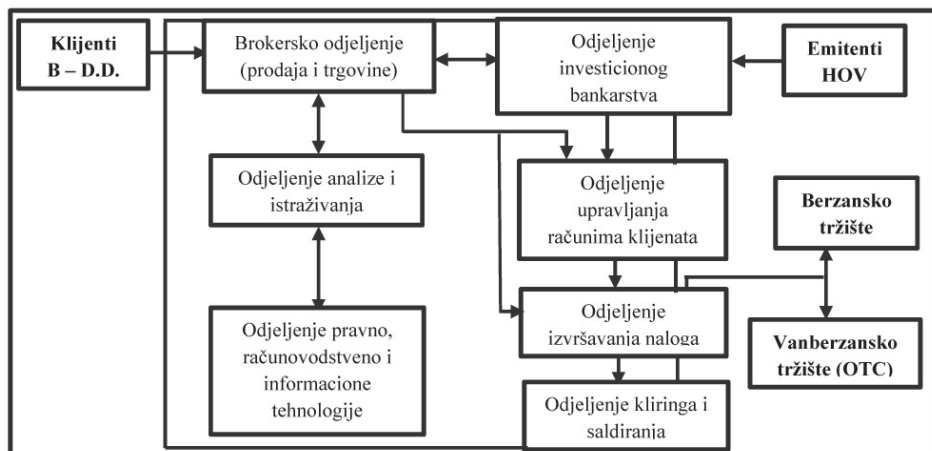 Klijenti
B – D.D.
Brokersko odjeljenje
(prodaja i trgovine)
Odjeljenje
investicionog
bankarstva
Emitenti
HOV
Odjeljenje analize i
istraživanja
Odjeljenje
upravljanja
računima klijenata
Berzansko
tržište
Odjeljenje pravno,
računovodstveno i
informacione
tehnologije
Odjeljenje
izvršavanja naloga
Vanberzansko
tržište (OTC)
Odjeljenje kliringa i
saldiranja